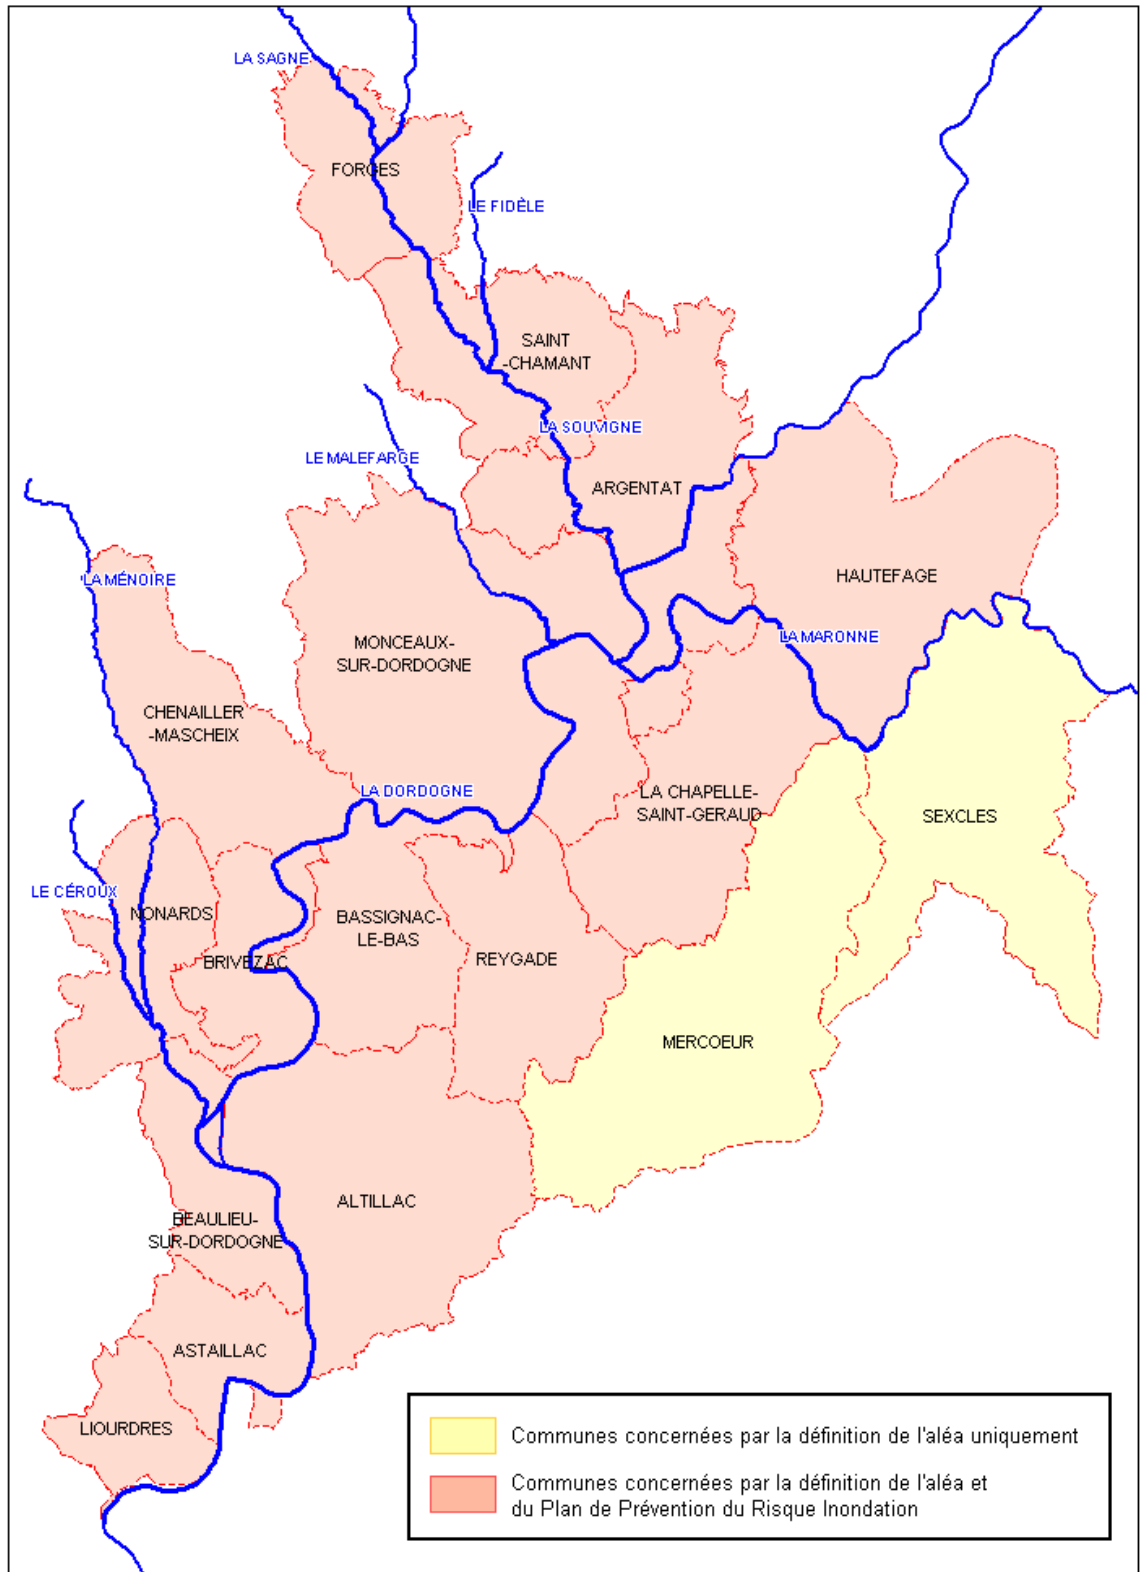 LA SAGNE
FORGES
LE FIDÈLE
SAINT
-CHAMANT
LA SOUVIGNE
LE MALEFARGE
ARGENTAT
LA MÉNOIRE
HAUTEFAGE
MONCEAUX-
SUR-DORDOGNE
LA MARONNE
CHENAILLER
-MASCHEIX
LA DORDOGNE
LA CHAPELLE-
SAINT-GERAUD
SEXCLES
LE CÉROUX
NONARDS
BASSIGNAC-
LE-BAS
BRIVEZAC
REYGADE
MERCOEUR
ALTILLAC
BEAULIEU-
SUR-DORDOGNE
ASTAILLAC
LIOURDRES
Communes concernées par la définition de l'aléa uniquement
Communes concernées par la définition de l'aléa et
du Plan de Prévention du Risque Inondation